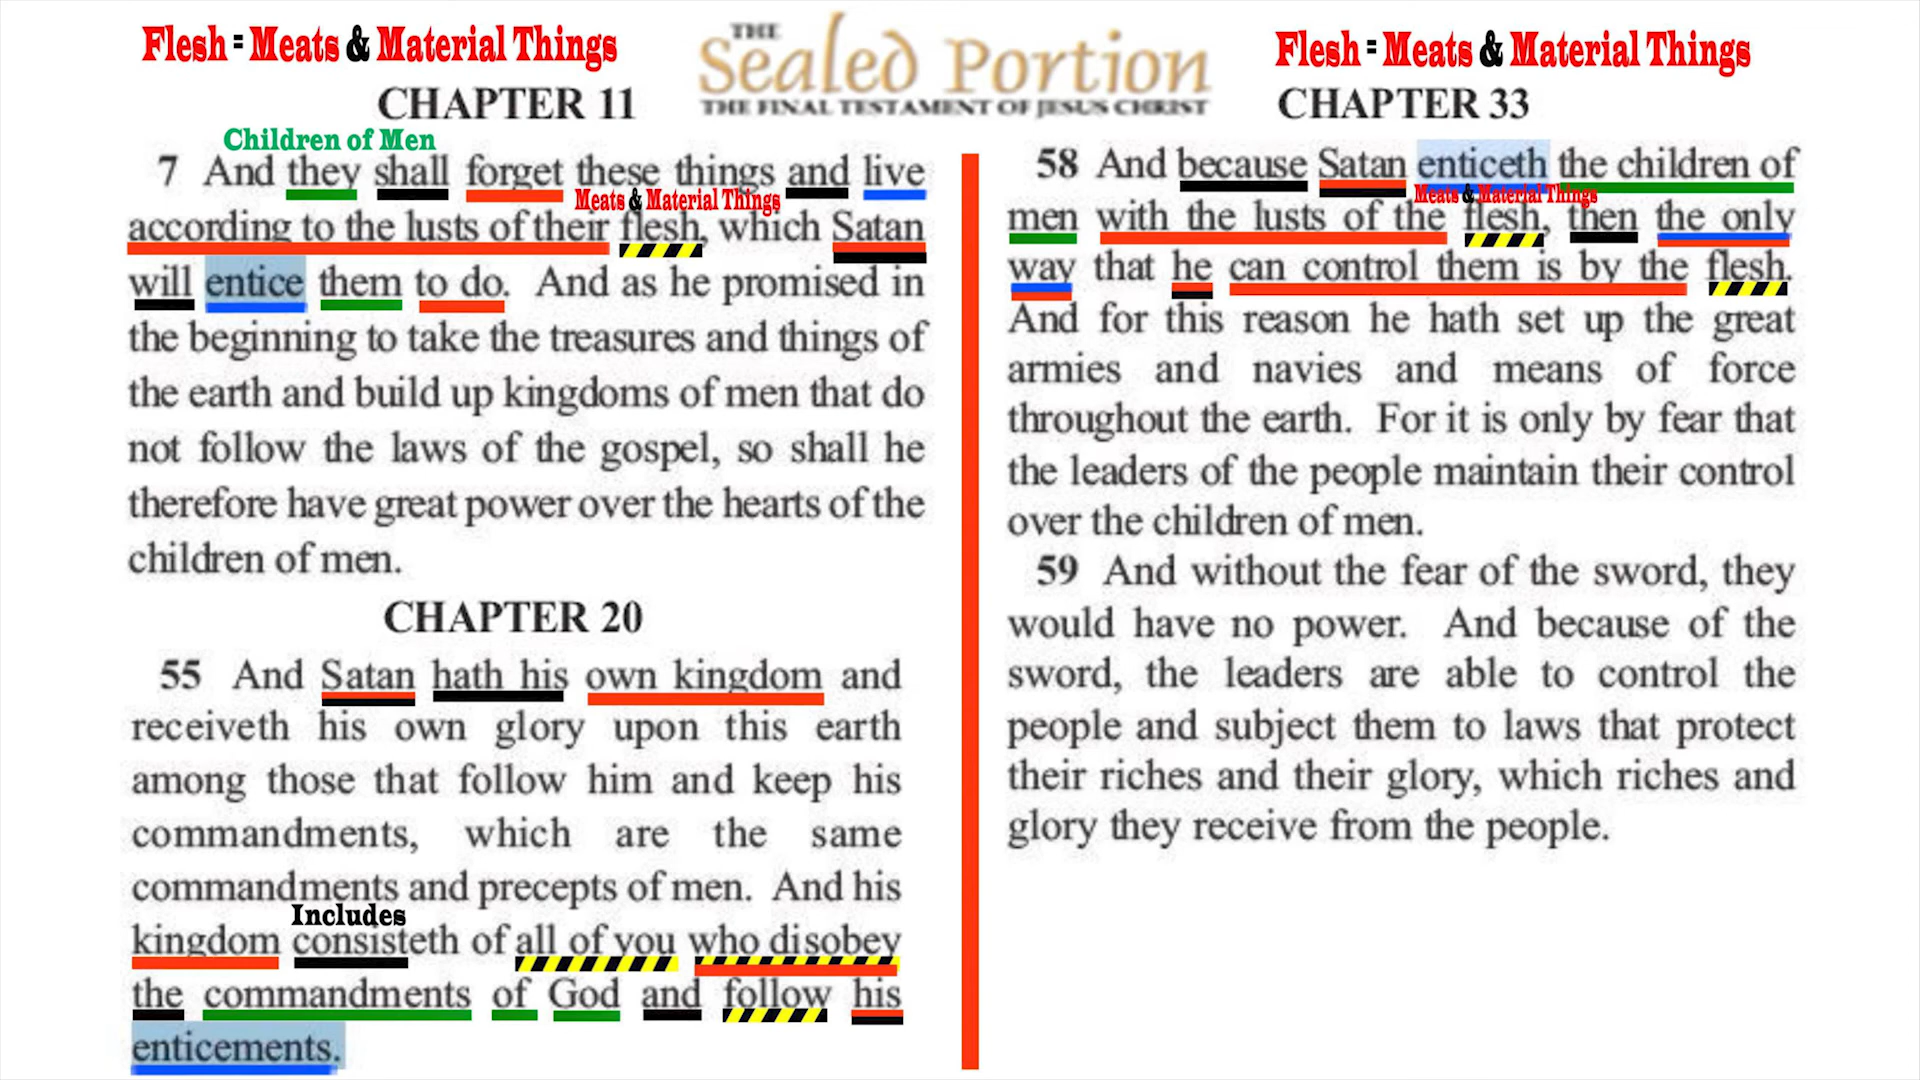 Flesh = Meats & Material Things
THE
Sealed Portion
THE FINAL TESTAMENT OF JESUS CHRIST
Flesh = Meats & Material Things
CHAPTER 11
Children of Men
7 And they shall forget these things and live
Meats & Material Things
according to the lusts of their flesh, which Satan
will entice them to do. And as he promised in
the beginning to take the treasures and things of
the earth and build up kingdoms of men that do
not follow the laws of the gospel, so shall he
therefore have great power over the hearts of the
children of men.
CHAPTER 20
55 And Satan hath his own kingdom and
receiveth his own glory upon this earth
among those that follow him and keep his
commandments, which are the same
commandments and precepts of men. And his
Includes
kingdom consisteth of all of you who disobey
the commandments of God and follow his
enticements.
CHAPTER 33
58 And because Satan enticeth the children of
Meats & Material Things
men with the lusts of the flesh, then the only
way that he can control them is by the flesh.
And for this reason he hath set up the great
armies and navies and means of force
throughout the earth. For it is only by fear that
the leaders of the people maintain their control
over the children of men.
59 And without the fear of the sword, they
would have no power. And because of the
sword, the leaders are able to control the
people and subject them to laws that protect
their riches and their glory, which riches and
glory they receive from the people.